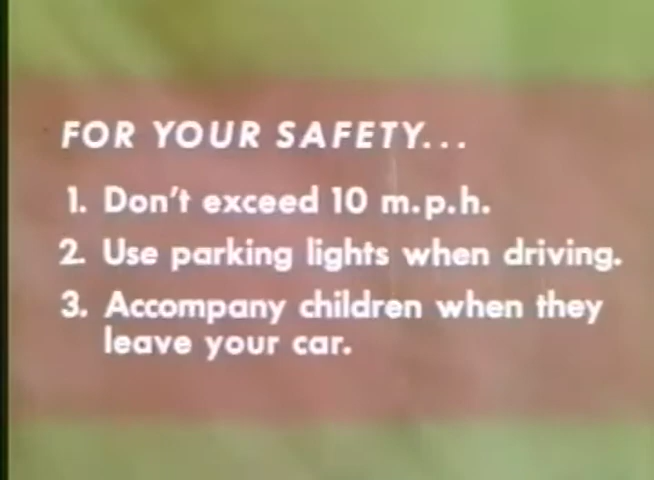 FOR YOUR SAFETY...
1. Don't exceed 10 m.p.h.
2. Use parking lights when driving.
3. Accompany children when they
leave your car.